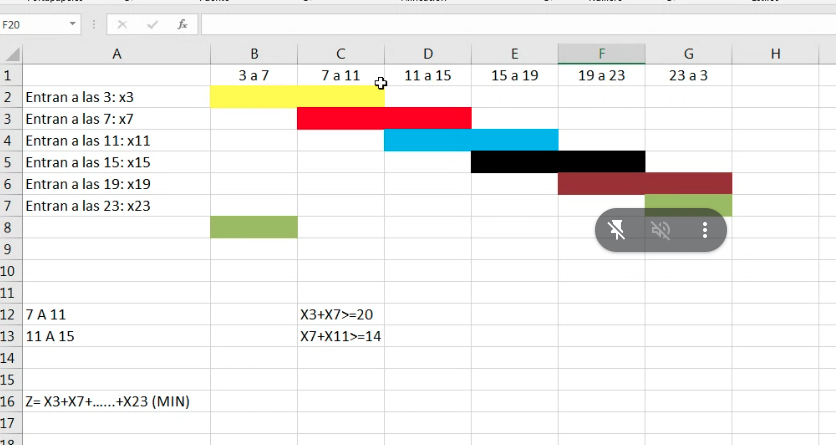 F20 fx
A B C D E F G H
1 3 a 7 7 a 11 11 a 15 15 a 19 19 a 23 23 a 3
2 Entran a las 3: x3
3 Entran a las 7: x7
4 Entran a las 11: x11
5 Entran a las 15: x15
6 Entran a las 19: x19
7 Entran a las 23: x23
8
9
10
11
12 7 A 11 X3+X7>=20
13 11 A 15 X7+X11>=14
14
15
16 Z= X3+X7+......+X23 (MIN)
17
18